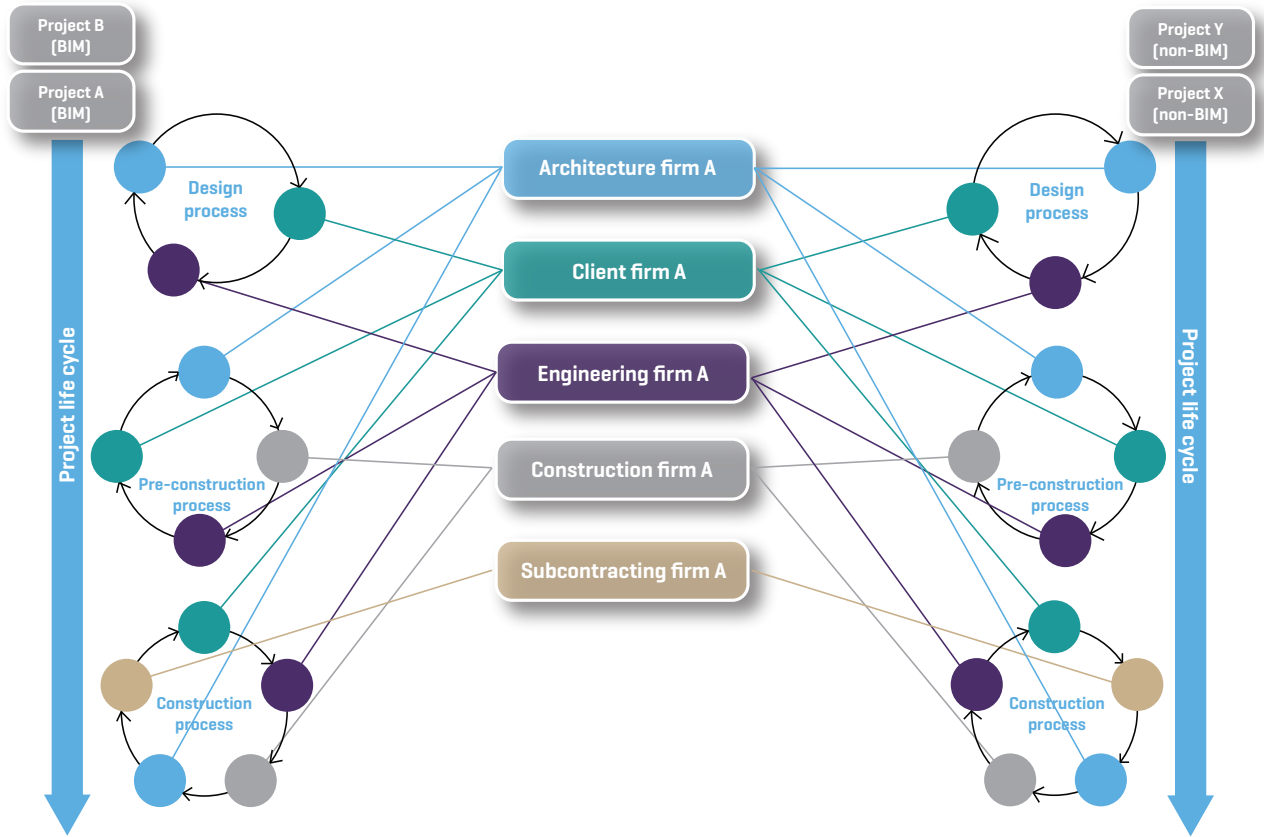 Project B
(BIM)
Project A
(BIM)
Project Y
(non-BIM)
Project X
(non-BIM)
Project life cycle
Design
process
Pre-construction
process
Construction
process
Architecture firm A
Client firm A
Engineering firm A
Construction firm A
Subcontracting firm A
Design
process
Pre-construction
process
Construction
process
Project life cycle